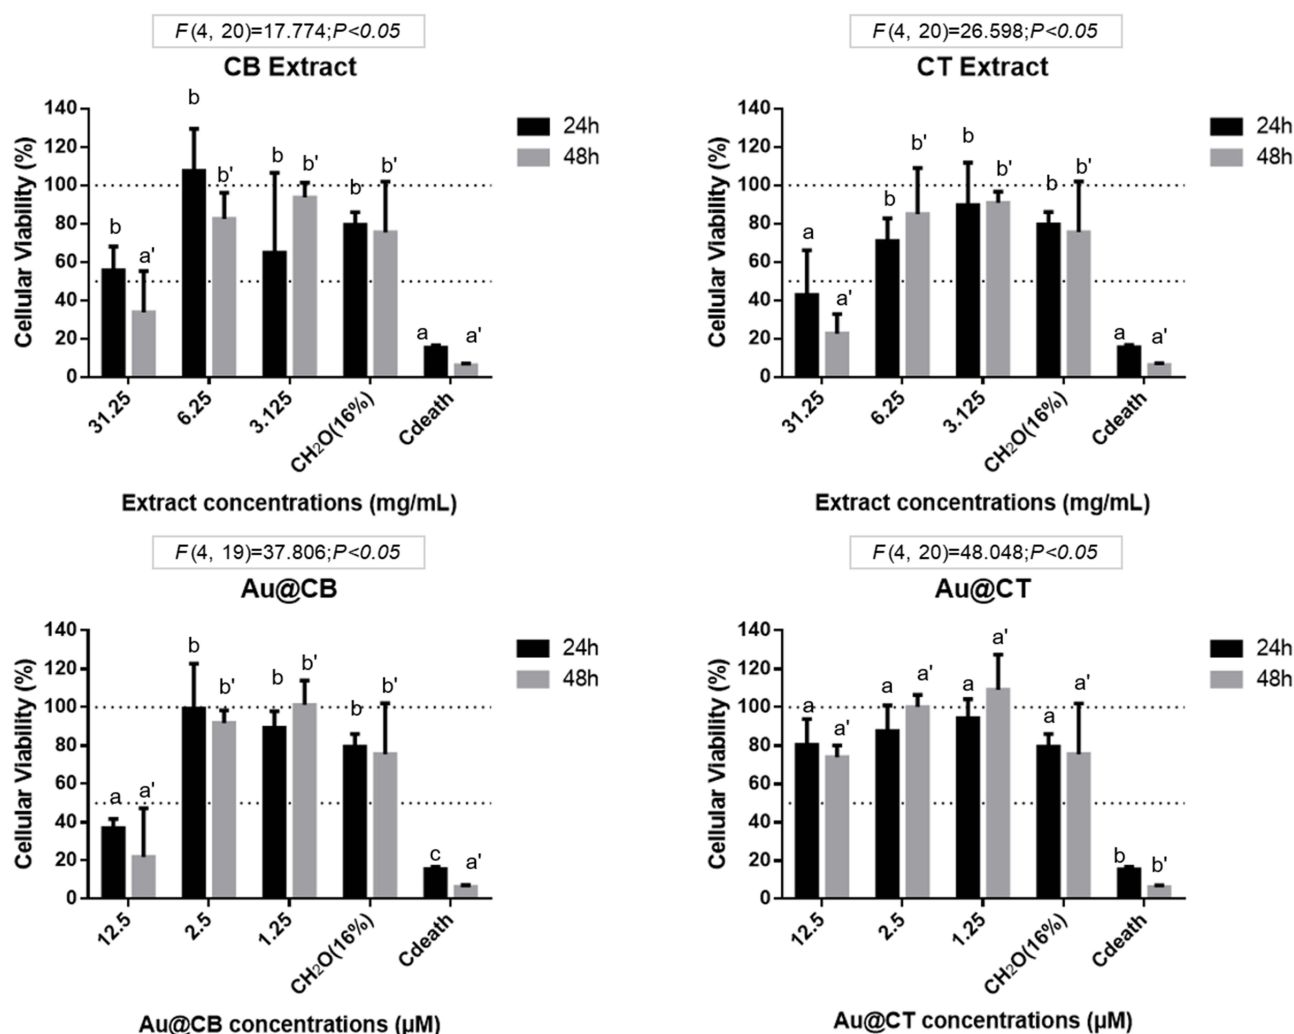 F(4, 20)=17.774;P<0.05
CB Extract
140
120
100
80
60
40
20
0
Cellular Viability (%)
b
a'
b
b'
b
b'
b
b'
a
a'
24h
48h
31.25
6.25
3.125
CH₂O(16%)
Cdeath
Extract concentrations (mg/mL)
F(4, 20)=26.598;P<0.05
CT Extract
140
120
100
80
60
40
20
0
Cellular Viability (%)
a
a'
b
b'
b
b'
b
b'
a
a'
24h
48h
31.25
6.25
3.125
CH₂O(16%)
Cdeath
Extract concentrations (mg/mL)
F(4, 19)=37.806;P<0.05
Au@CB
140
120
100
80
60
40
20
0
Cellular Viability (%)
a
a'
b
b'
b
b'
b
b'
c
a'
24h
48h
12.5
2.5
1.25
CH₂O(16%)
Cdeath
Au@CB concentrations (µM)
F(4, 20)=48.048;P<0.05
Au@CT
140
120
100
80
60
40
20
0
Cellular Viability (%)
a
a'
a
a'
a
a'
a
a'
b
b'
24h
48h
12.5
2.5
1.25
CH₂O(16%)
Cdeath
Au@CT concentrations (µM)